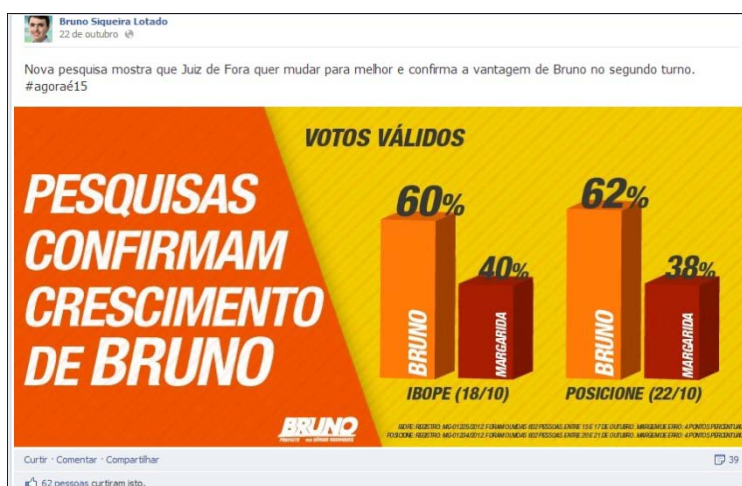 Bruno Siqueira Lotado
22 de outubro
Nova pesquisa mostra que Juiz de Fora quer mudar para melhor e confirma a vantagem de Bruno no segundo turno.
#agoraé15
PESQUISAS
CONFIRMAM
CRESCIMENTO
DE BRUNO
VOTOS VÁLIDOS
60%
40%
BRUNO
MARGARIDA
IBOPE (18/10)
62%
38%
BRUNO
MARGARIDA
POSICIONE (22/10)
BRUNO
PREFEITO
Curtir · Comentar · Compartilhar
39
62 pessoas curtiram isto.